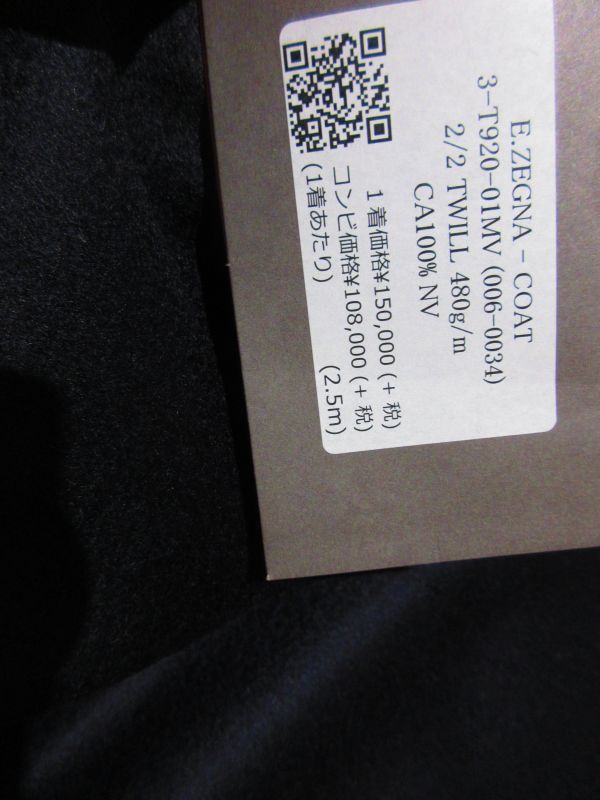 E.ZEGNA - COAT
3-T920-01MV (006-0034)
2/2 TWILL 480g/m
CA100% NV
1着価格¥150,000 (+ 税)
コンビ価格¥108,000 (+ 税)
(1着あたり) (2.5m)